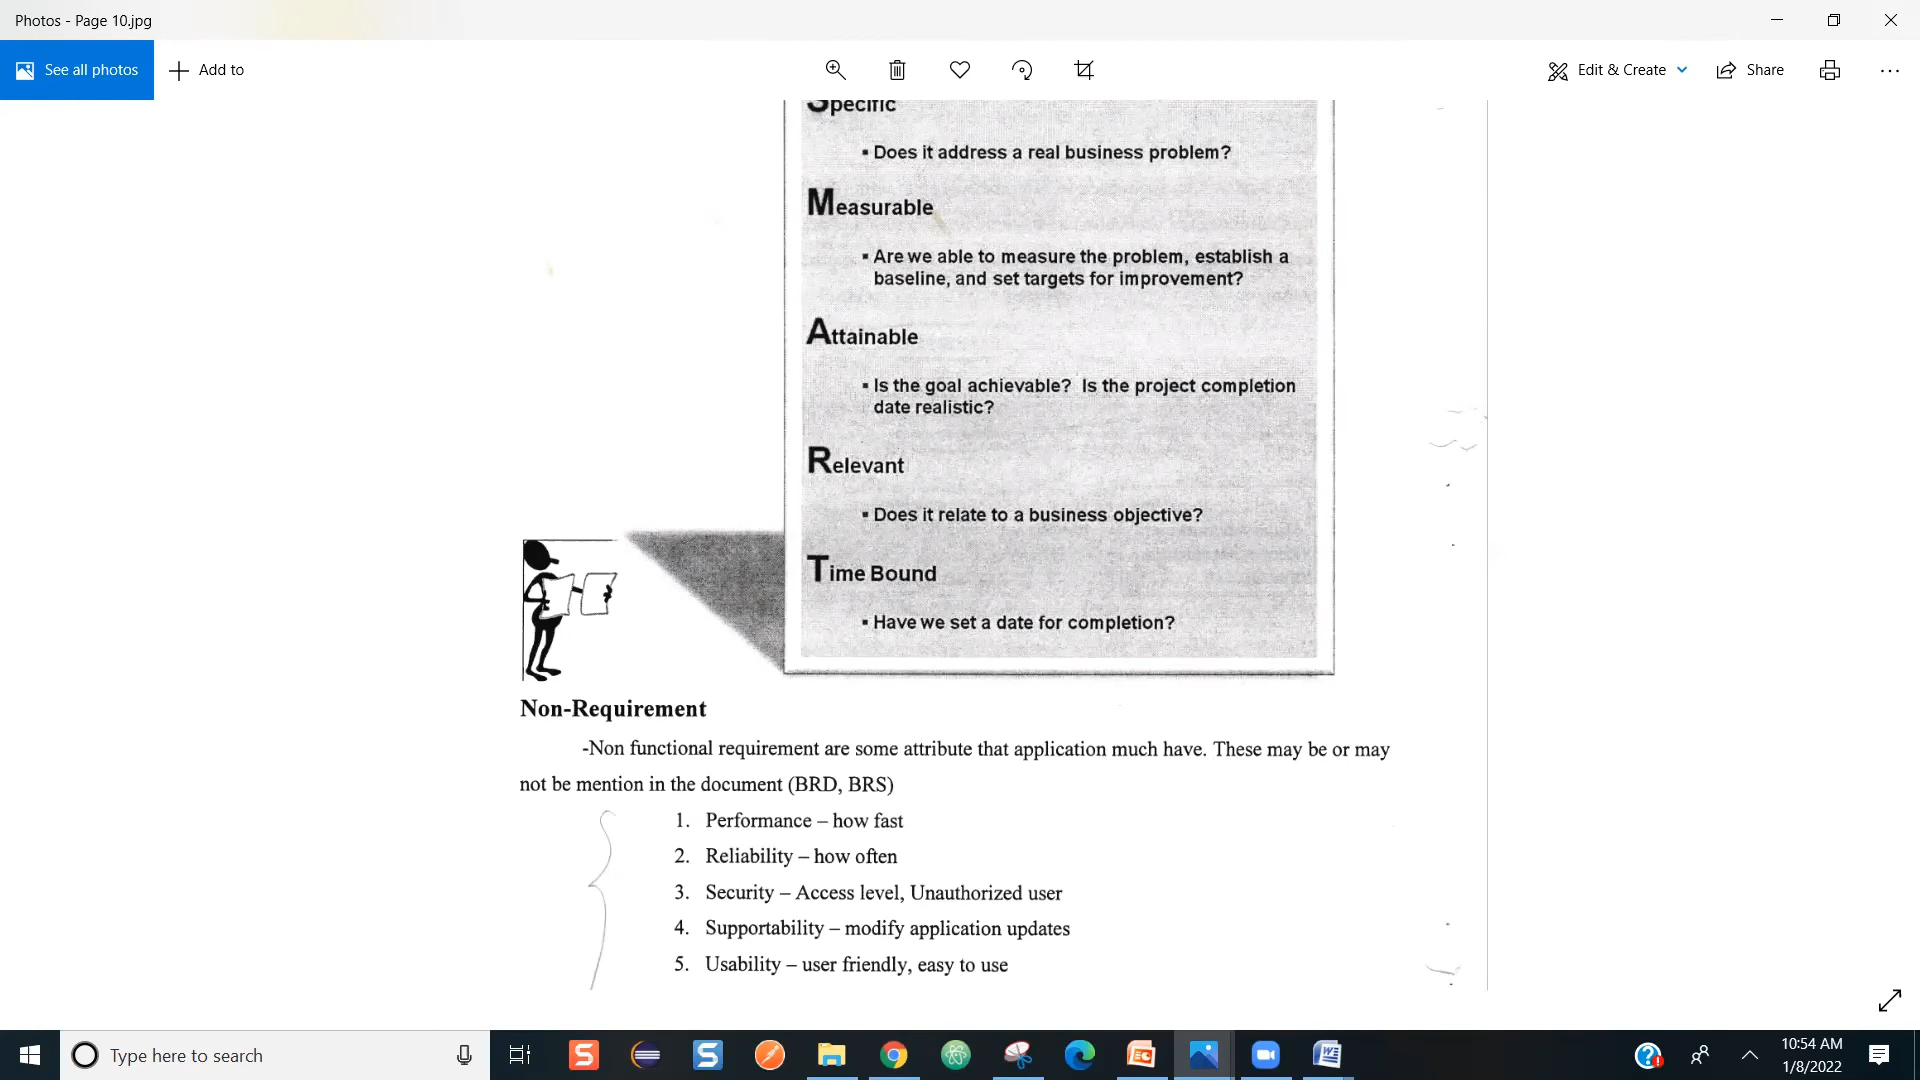 Photos - Page 10.jpg
See all photos
Add to
Edit & Create
Share
Specific
▪ Does it address a real business problem?
Measurable
▪ Are we able to measure the problem, establish a
baseline, and set targets for improvement?
Attainable
▪ Is the goal achievable?  Is the project completion
date realistic?
Relevant
▪ Does it relate to a business objective?
Time Bound
▪ Have we set a date for completion?
Non-Requirement
-Non functional requirement are some attribute that application much have. These may be or may
not be mention in the document (BRD, BRS)
1. Performance – how fast
2. Reliability – how often
3. Security – Access level, Unauthorized user
4. Supportability – modify application updates
5. Usability – user friendly, easy to use
Type here to search
10:54 AM
1/8/2022